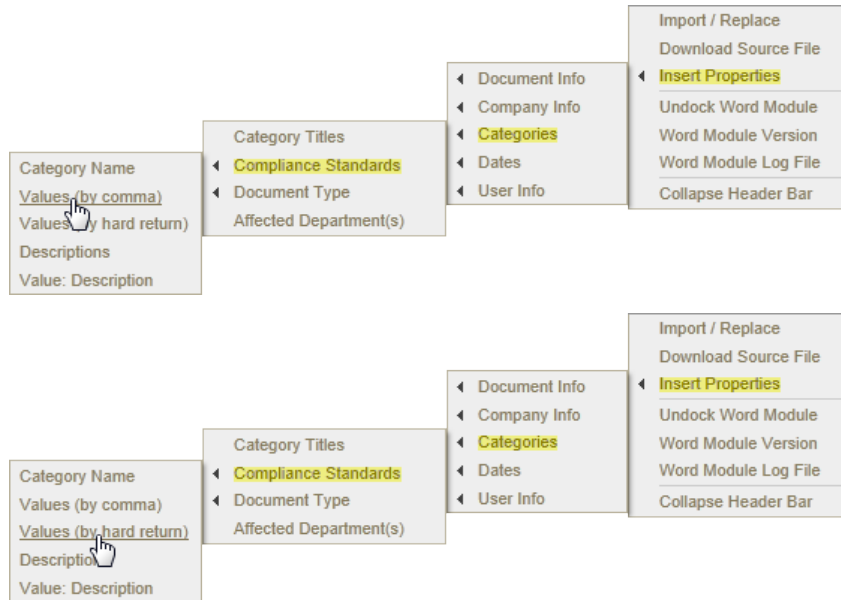 Import / Replace
Download Source File
Insert Properties
Undock Word Module
Word Module Version
Word Module Log File
Collapse Header Bar
Document Info
Company Info
Categories
Dates
User Info
Category Titles
Compliance Standards
Document Type
Affected Department(s)
Category Name
Values (by comma)
Values (by hard return)
Descriptions
Value: Description
Import / Replace
Download Source File
Insert Properties
Undock Word Module
Word Module Version
Word Module Log File
Collapse Header Bar
Document Info
Company Info
Categories
Dates
User Info
Category Titles
Compliance Standards
Document Type
Affected Department(s)
Category Name
Values (by comma)
Values (by hard return)
Descriptions
Value: Description